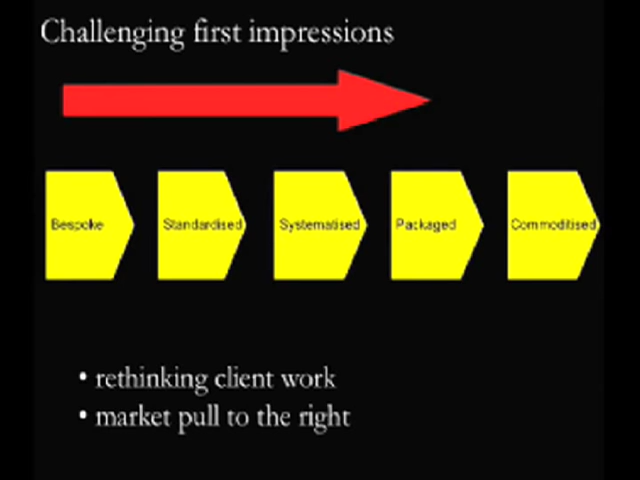 Challenging first impressions
Bespoke
Standardised
Systematised
Packaged
Commoditised
• rethinking client work
• market pull to the right